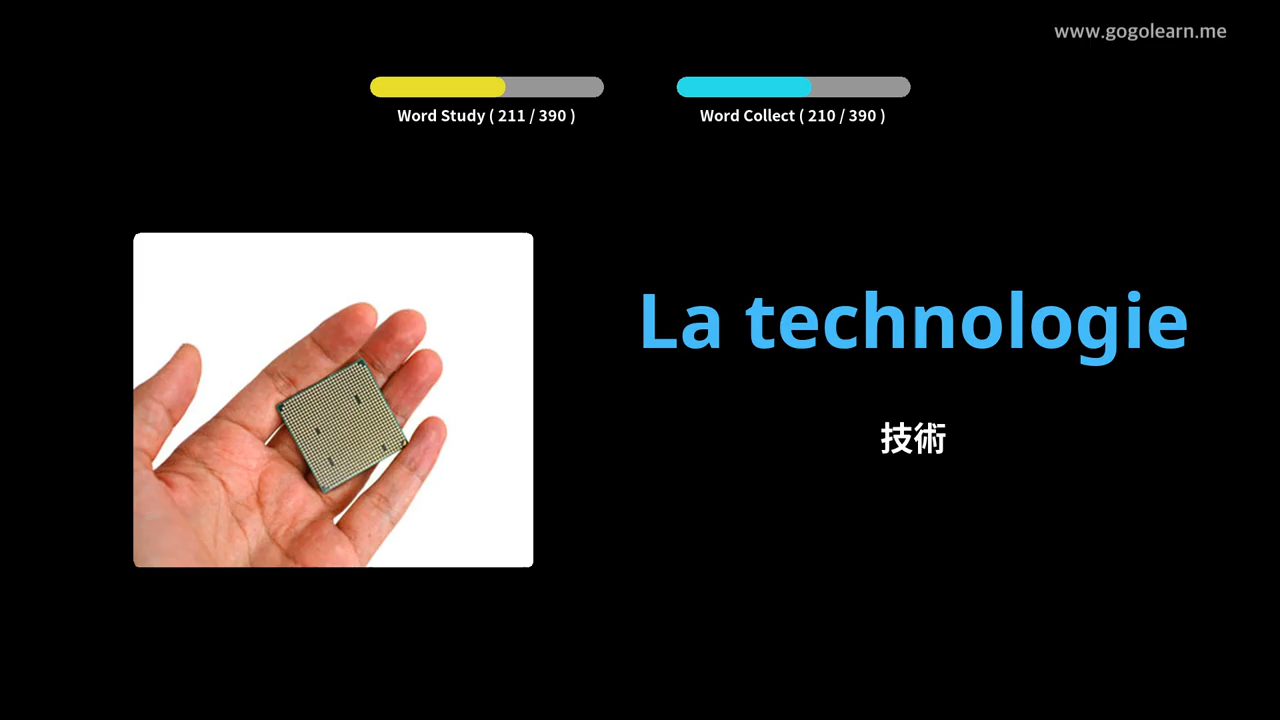 www.gogolearn.me
Word Study ( 211 / 390 )
Word Collect ( 210 / 390 )
La technologie
技術